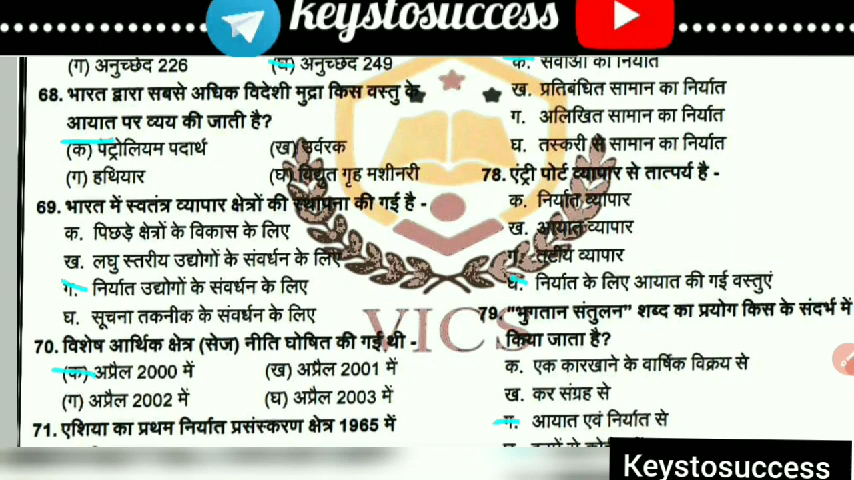 keystosuccess
(ग) अनुच्छेद 226 (घ) अनुच्छेद 249
68. भारत द्वारा सबसे अधिक विदेशी मुद्रा किस वस्तु के
आयात पर व्यय की जाती है?
(क) पेट्रोलियम पदार्थ (ख) उर्वरक
(ग) हथियार (घ) विद्युत गृह मशीनरी
69. भारत में स्वतंत्र व्यापार क्षेत्रों की स्थापना की गई है -
क. पिछड़े क्षेत्रों के विकास के लिए
ख. लघु स्तरीय उद्योगों के संवर्धन के लिए
ग. निर्यात उद्योगों के संवर्धन के लिए
घ. सूचना तकनीक के संवर्धन के लिए
70. विशेष आर्थिक क्षेत्र (सेज) नीति घोषित की गई थी -
(क) अप्रैल 2000 में (ख) अप्रैल 2001 में
(ग) अप्रैल 2002 में (घ) अप्रैल 2003 में
71. एशिया का प्रथम निर्यात प्रसंस्करण क्षेत्र 1965 में
क. सेवाओं का निर्यात
ख. प्रतिबंधित सामान का निर्यात
ग. अलिखित सामान का निर्यात
घ. तस्करी से सामान का निर्यात
78. एंट्री पोर्ट व्यापार से तात्पर्य है -
क. निर्यात व्यापार
ख. आयात व्यापार
ग. तटीय व्यापार
घ. निर्यात के लिए आयात की गई वस्तुएं
79. "भुगतान संतुलन" शब्द का प्रयोग किस के संदर्भ में
किया जाता है?
क. एक कारखाने के वार्षिक विक्रय से
ख. कर संग्रह से
ग. आयात एवं निर्यात से
VICS
Keystosuccess